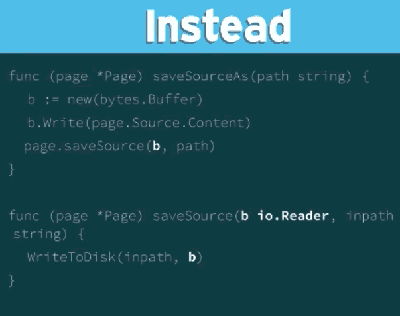 Instead
func (page *Page) saveSourceAs(path string) {
b := new(bytes.Buffer)
b.Write(page.Source.Content)
page.saveSource(b, path)
}
func (page *Page) saveSource(b io.Reader, inpath
string) {
WriteToDisk(inpath, b)
}